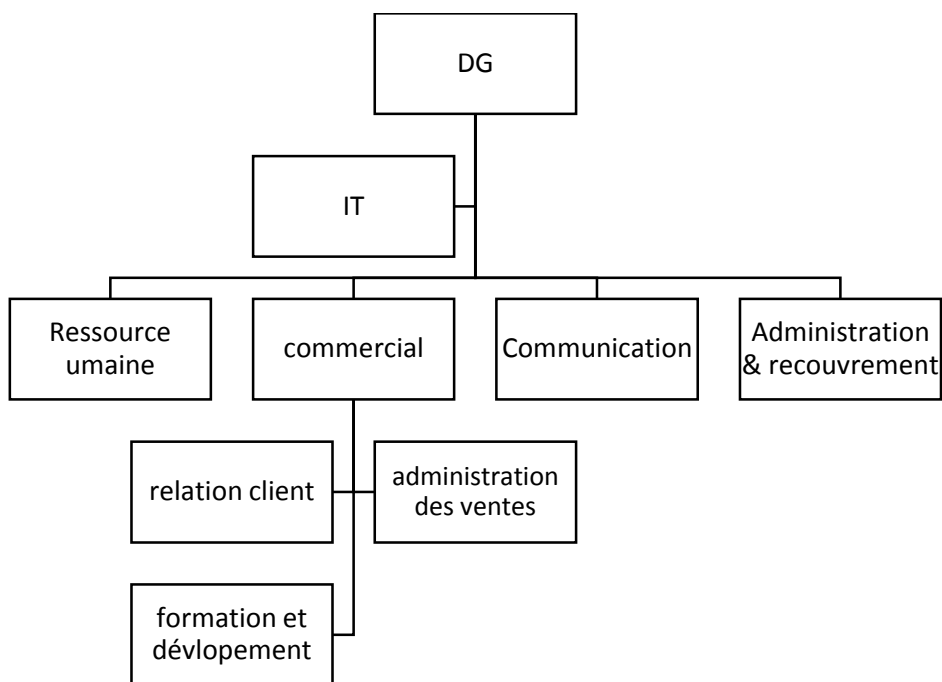 DG
IT
Ressource
umaine
commercial
Communication
Administration
& recouvrement
relation client
administration
des ventes
formation et
dévlopement